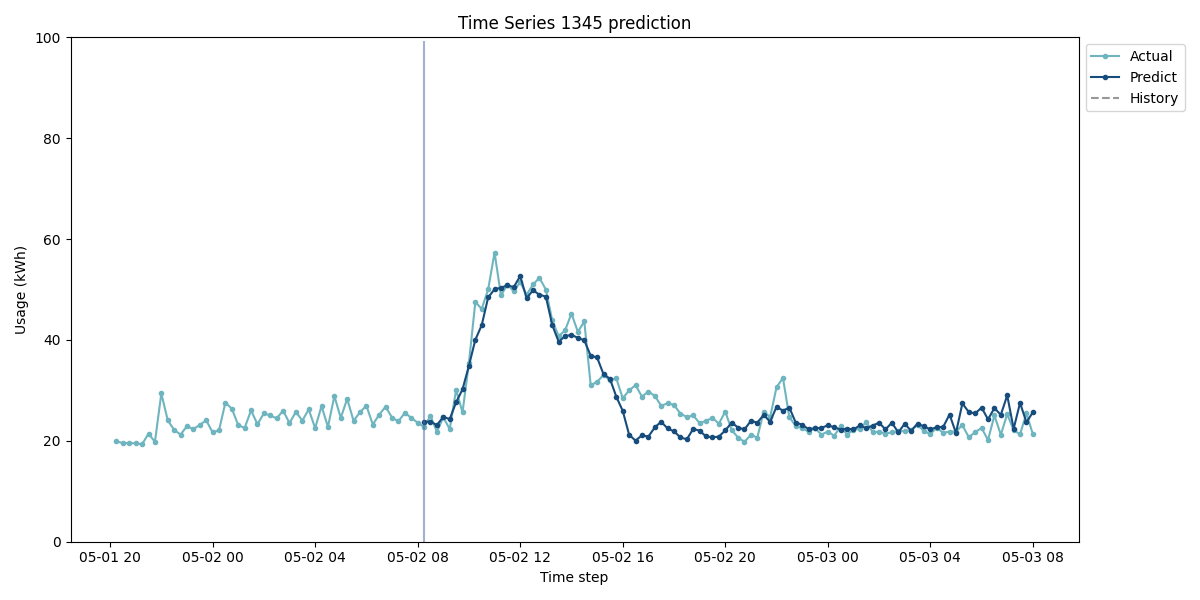 Time Series 1345 prediction
100
80
60
40
20
0
Usage (kWh)
05-01 20
05-02 00
05-02 04
05-02 08
05-02 12
05-02 16
05-02 20
05-03 00
05-03 04
05-03 08
Time step
Actual
Predict
History